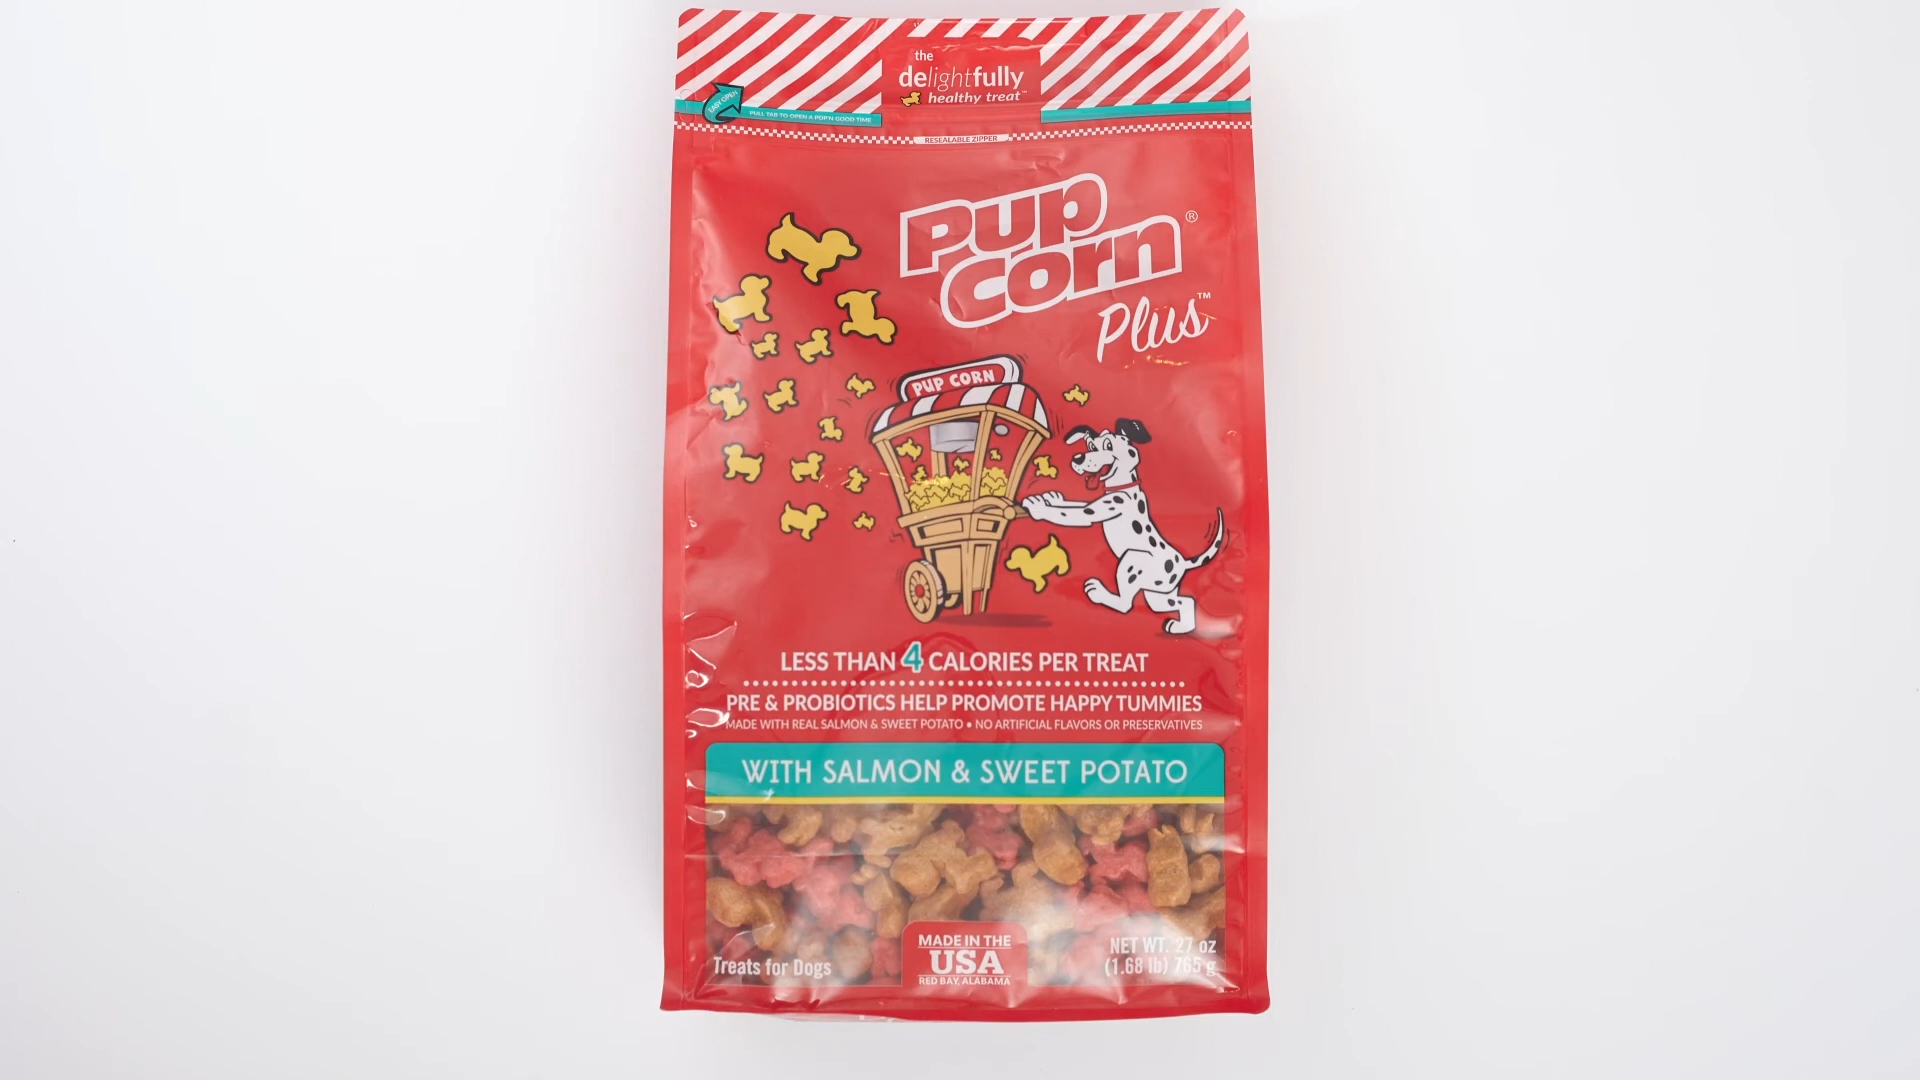 the
delightfully
healthy treat™
EASY OPEN
PULL TAB TO OPEN A PUP'N GOOD TIME
RESEALABLE ZIPPER
Pup
Corn®
Plus™
PUP CORN
LESS THAN 4 CALORIES PER TREAT
PRE & PROBIOTICS HELP PROMOTE HAPPY TUMMIES
MADE WITH REAL SALMON & SWEET POTATO • NO ARTIFICIAL FLAVORS OR PRESERVATIVES
WITH SALMON & SWEET POTATO
Treats for Dogs
MADE IN THE
USA
RED BAY, ALABAMA
NET WT. 27 oz
(1.68 lb) 765 g